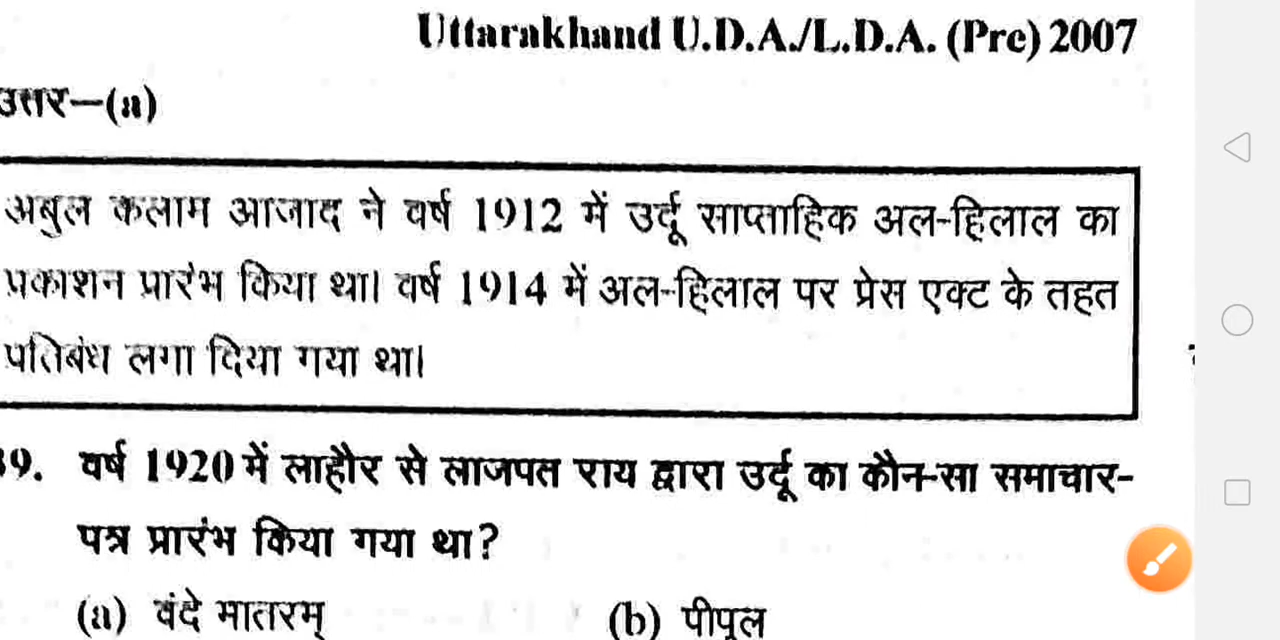 Uttarakhand U.D.A./L.D.A. (Pre) 2007
उत्तर–(a)
अबुल कलाम आजाद ने वर्ष 1912 में उर्दू साप्ताहिक अल-हिलाल का
प्रकाशन प्रारंभ किया था। वर्ष 1914 में अल-हिलाल पर प्रेस एक्ट के तहत
प्रतिबंध लगा दिया गया था।
39. वर्ष 1920 में लाहौर से लाजपत राय द्वारा उर्दू का कौन-सा समाचार-
पत्र प्रारंभ किया गया था?
(a) वंदे मातरम् (b) पीपुल